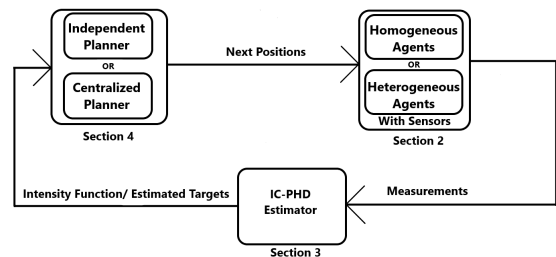 Independent
Planner
OR
Centralized
Planner
Section 4
Next Positions
Homogeneous
Agents
OR
Heterogeneous
Agents
With Sensors
Section 2
Intensity Function/ Estimated Targets
IC-PHD
Estimator
Section 3
Measurements